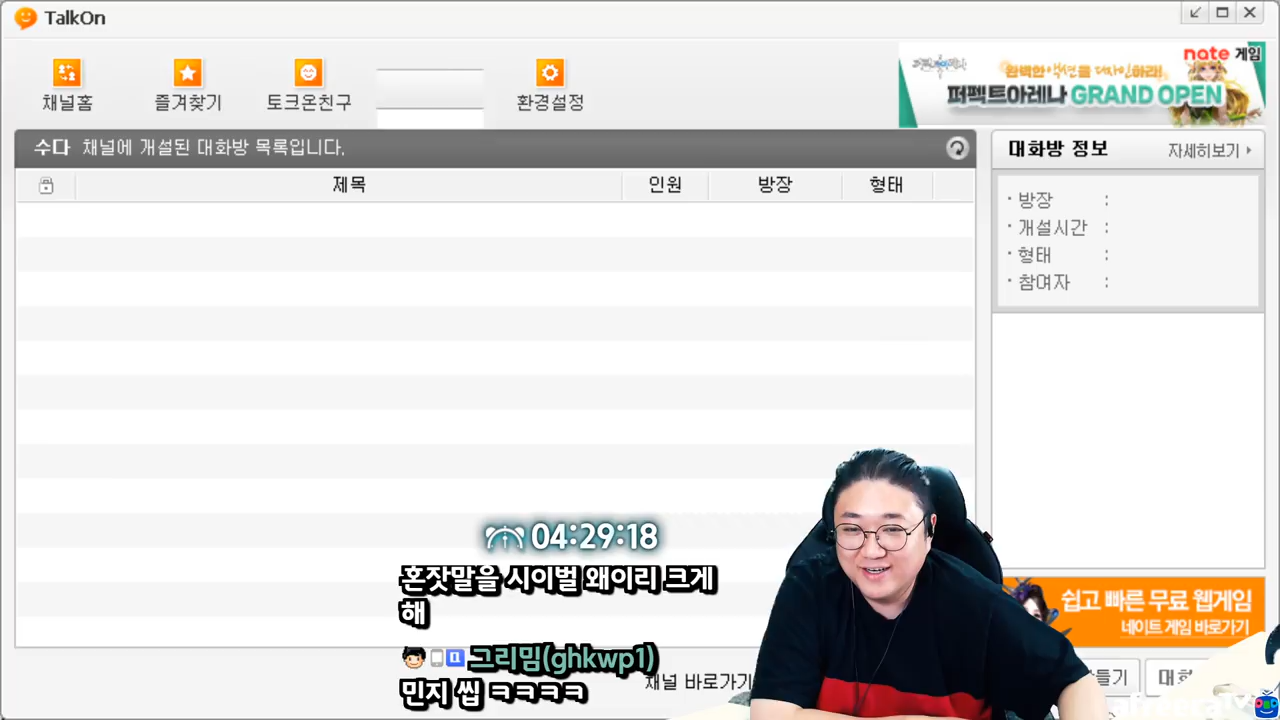 TalkOn
채널홈
즐겨찾기
토크온친구
환경설정
nate 게임
완벽한 액션을 디자인하라!
퍼펙트아레나 GRAND OPEN
수다 채널에 개설된 대화방 목록입니다.
제목
인원
방장
형태
대화방 정보
자세히보기
· 방장 :
· 개설시간 :
· 형태 :
· 참여자 :
04:29:18
혼잣말을 시이벌 왜이리 크게
해
그리밈(ghkwp1)
민지 씹 ㅋㅋㅋㅋ
채널 바로가기
쉽고 빠른 무료 웹게임
네이트 게임 바로가기
들기
대화